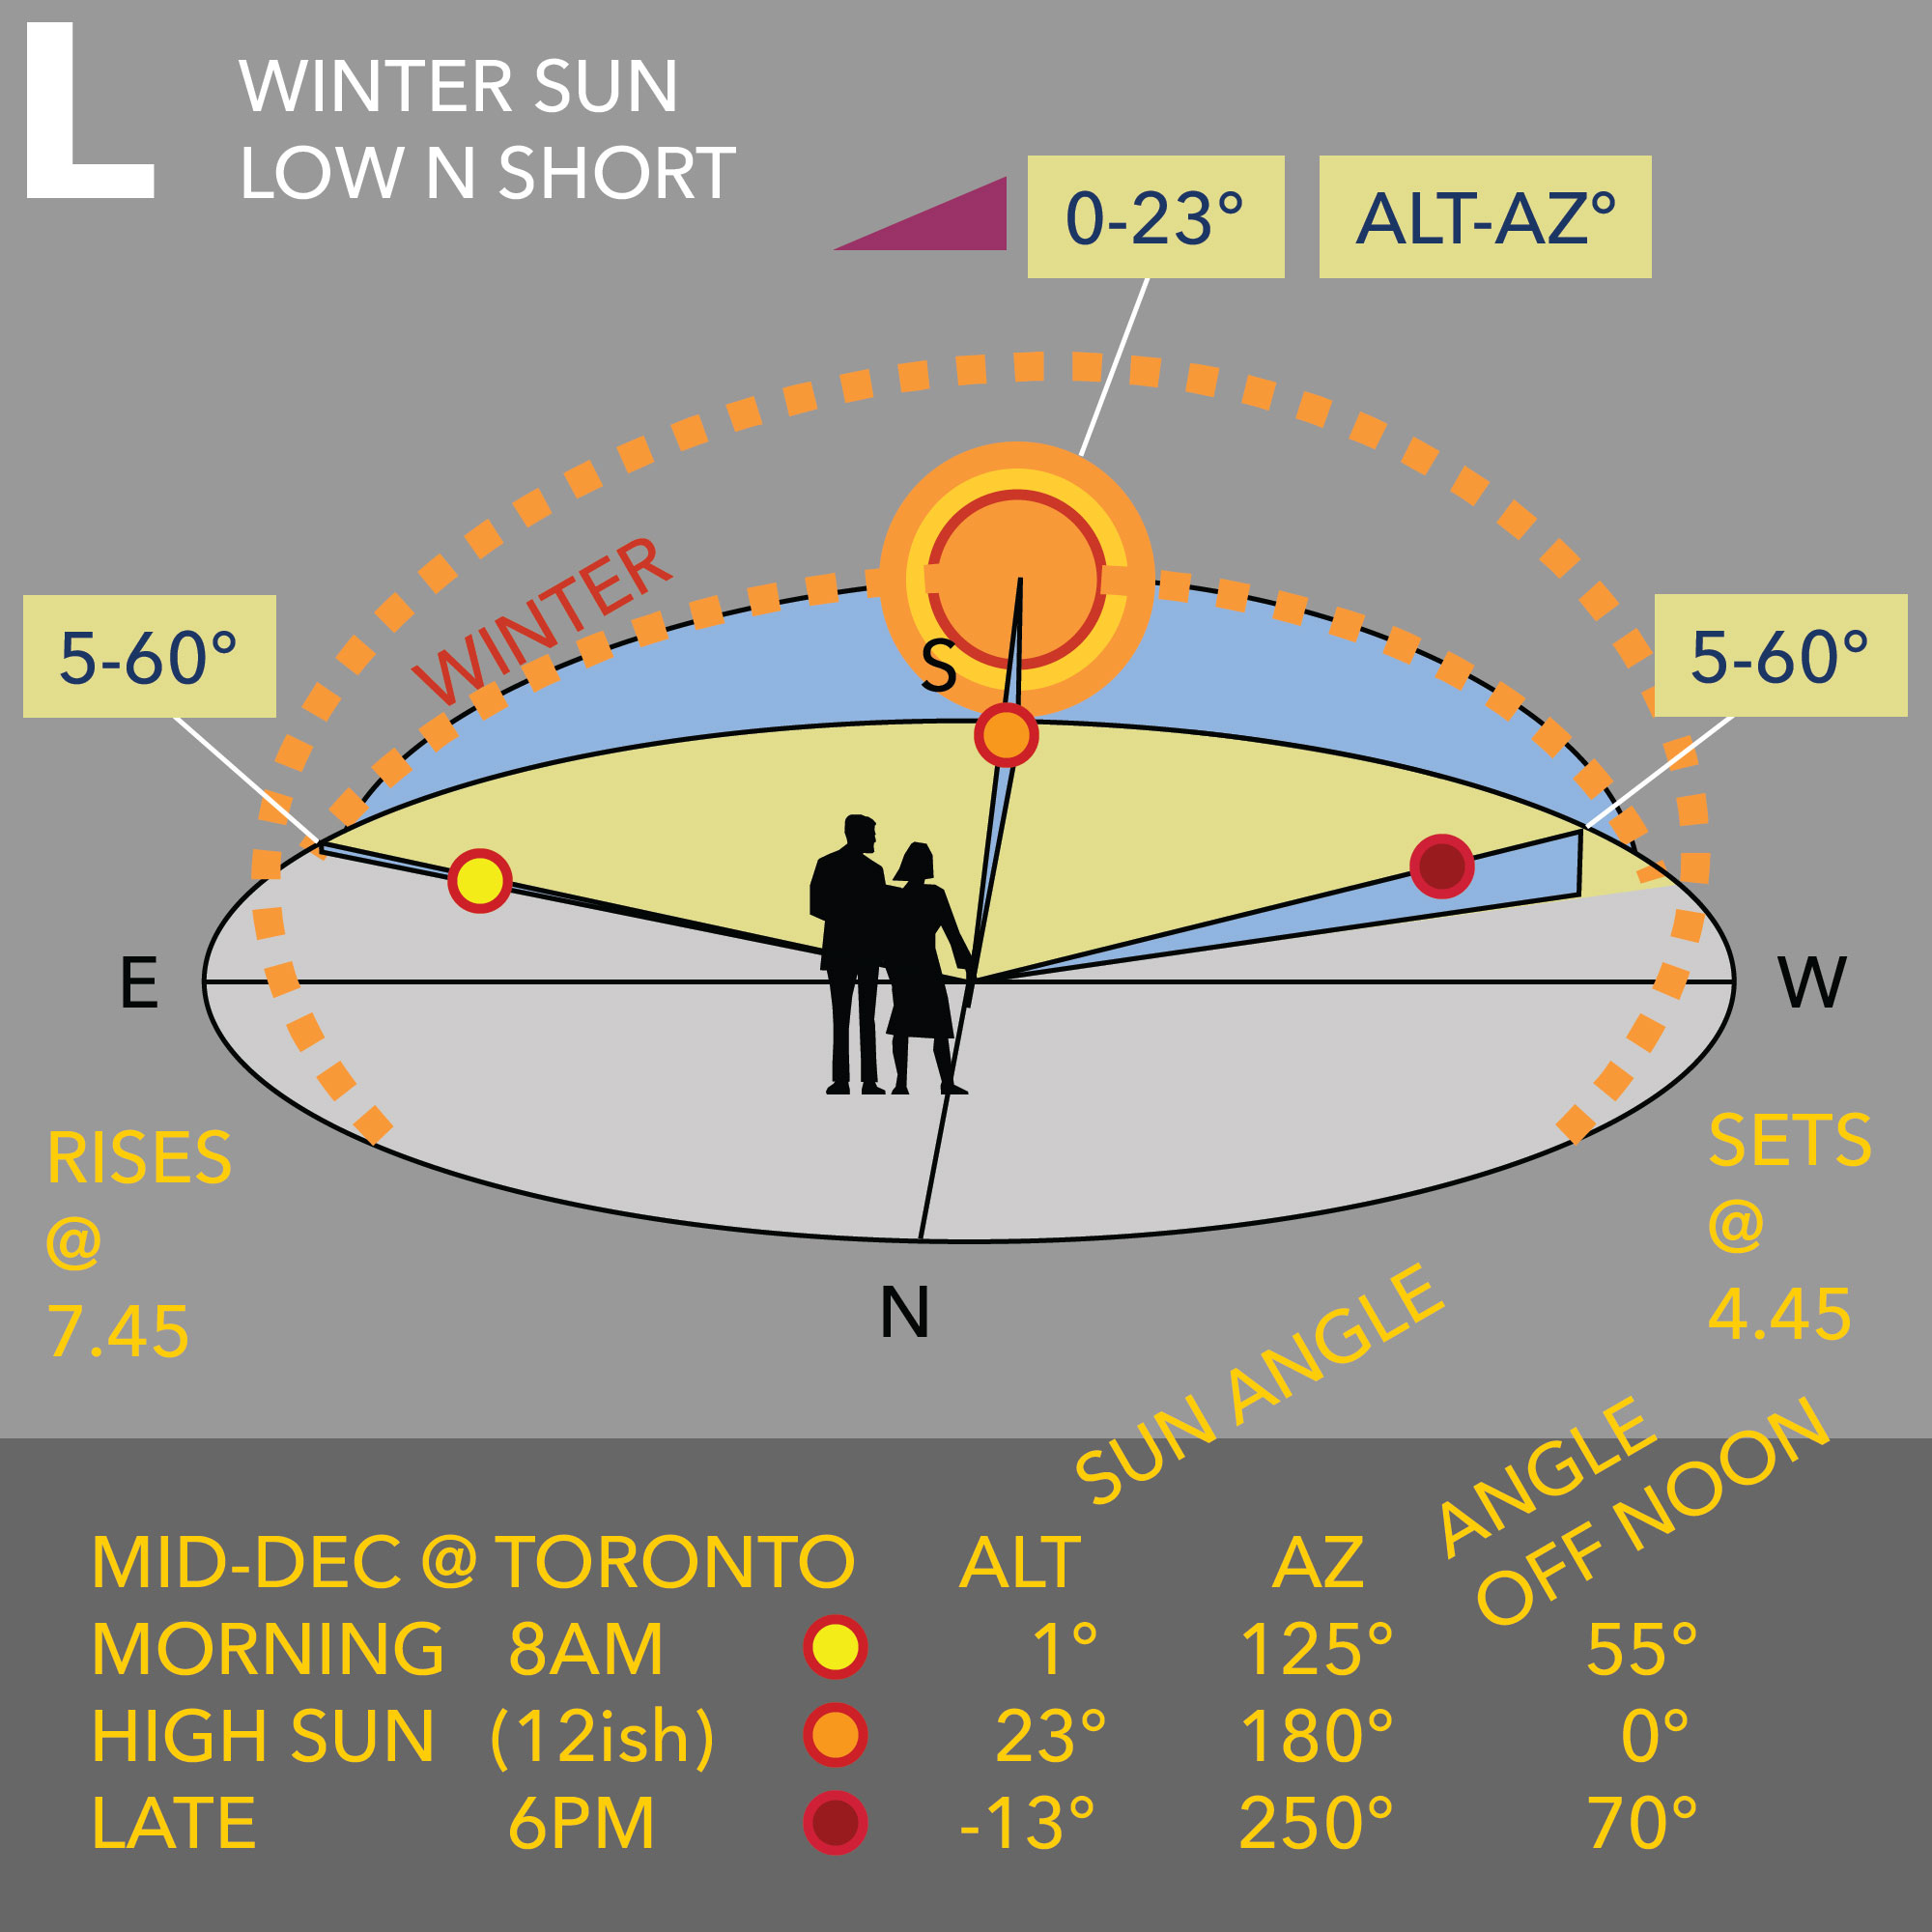 L
WINTER SUN
LOW N SHORT
0-23°
ALT-AZ°
WINTER
5-60°
S
5-60°
E
W
RISES
@
7.45
SETS
@
4.45
N
SUN ANGLE
ANGLE
OFF NOON
MID-DEC @ TORONTO ALT AZ
MORNING 8AM 1° 125° 55°
HIGH SUN (12ish) 23° 180° 0°
LATE 6PM -13° 250° 70°